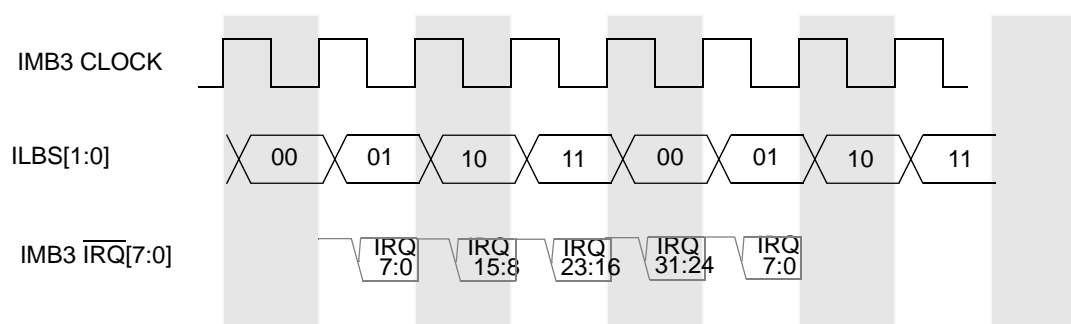 IMB3 CLOCK
ILBS[1:0] 00 01 10 11 00 01 10 11
IMB3 IRQ[7:0] IRQ IRQ IRQ IRQ IRQ
7:0 15:8 23:16 31:24 7:0